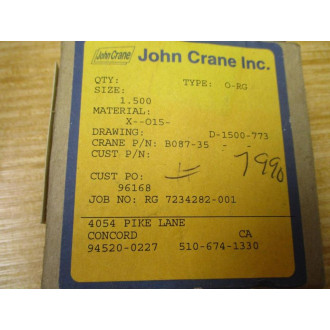 John Crane John Crane Inc.
QTY: TYPE: O-RG
SIZE:
1.500
MATERIAL:
X--O15-
DRAWING: D-1500-773
CRANE P/N: B087-35 - -
CUST P/N:
1990
CUST PO:
96168
JOB NO: RG 7234282-001
4054 PIKE LANE
CONCORD CA
94520-0227 510-674-1330